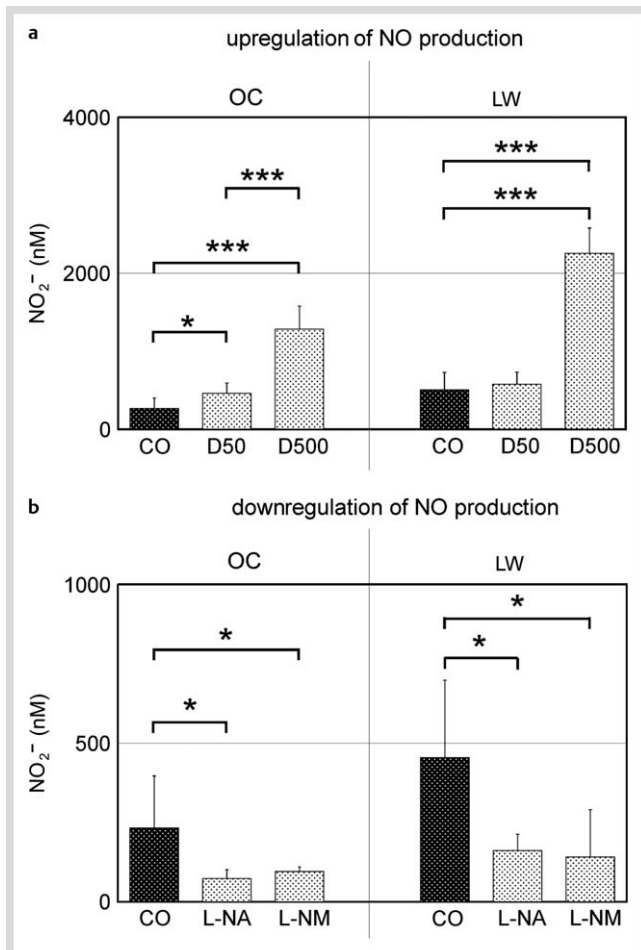 a upregulation of NO production
OC LW
4000
***
***
***
***
2000
*
NO₂⁻ (nM)
0
CO D50 D500 CO D50 D500
b downregulation of NO production
OC LW
1000
*
*
*
*
500
NO₂⁻ (nM)
0
CO L-NA L-NM CO L-NA L-NM